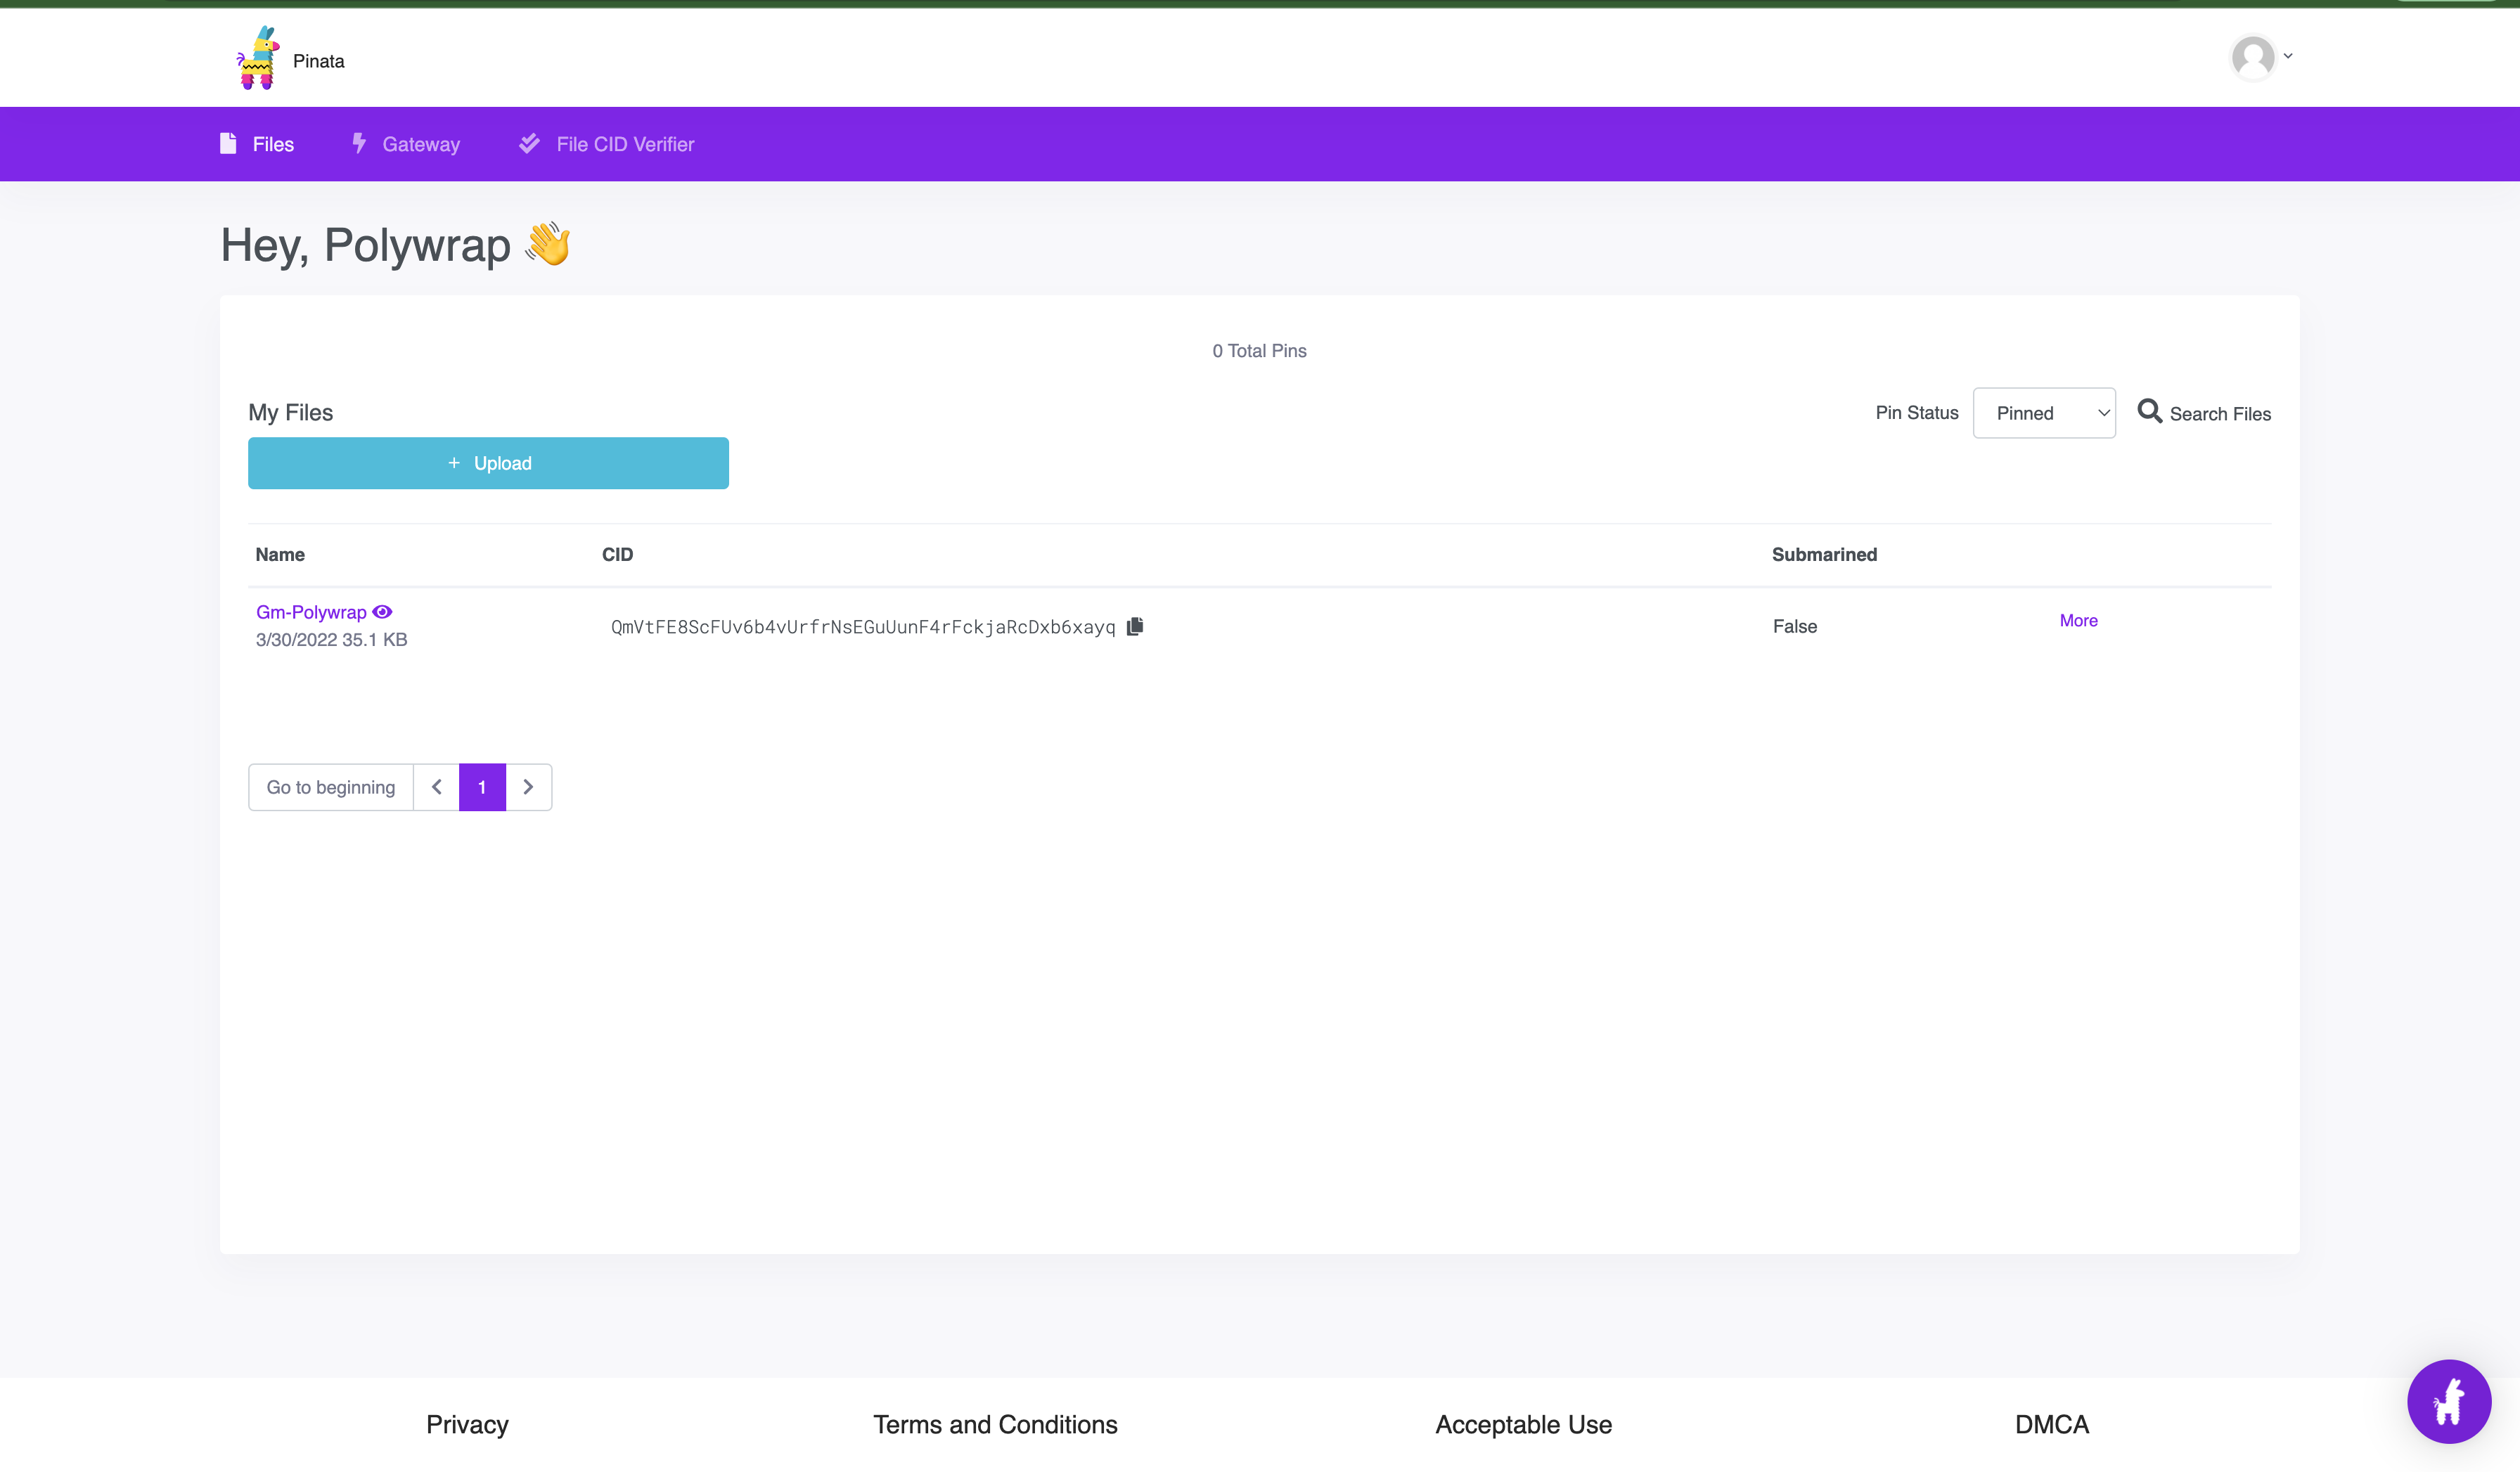 Pinata
Files
Gateway
File CID Verifier
Hey, Polywrap 👋
0 Total Pins
My Files
Pin Status
Pinned
Search Files
+ Upload
Name
CID
Submarined
Gm-Polywrap
3/30/2022 35.1 KB
QmVtFE8ScFUv6b4vUrfrNsEGuUunF4rFckjaRcDxb6xayq
False
More
Go to beginning
1
Privacy
Terms and Conditions
Acceptable Use
DMCA